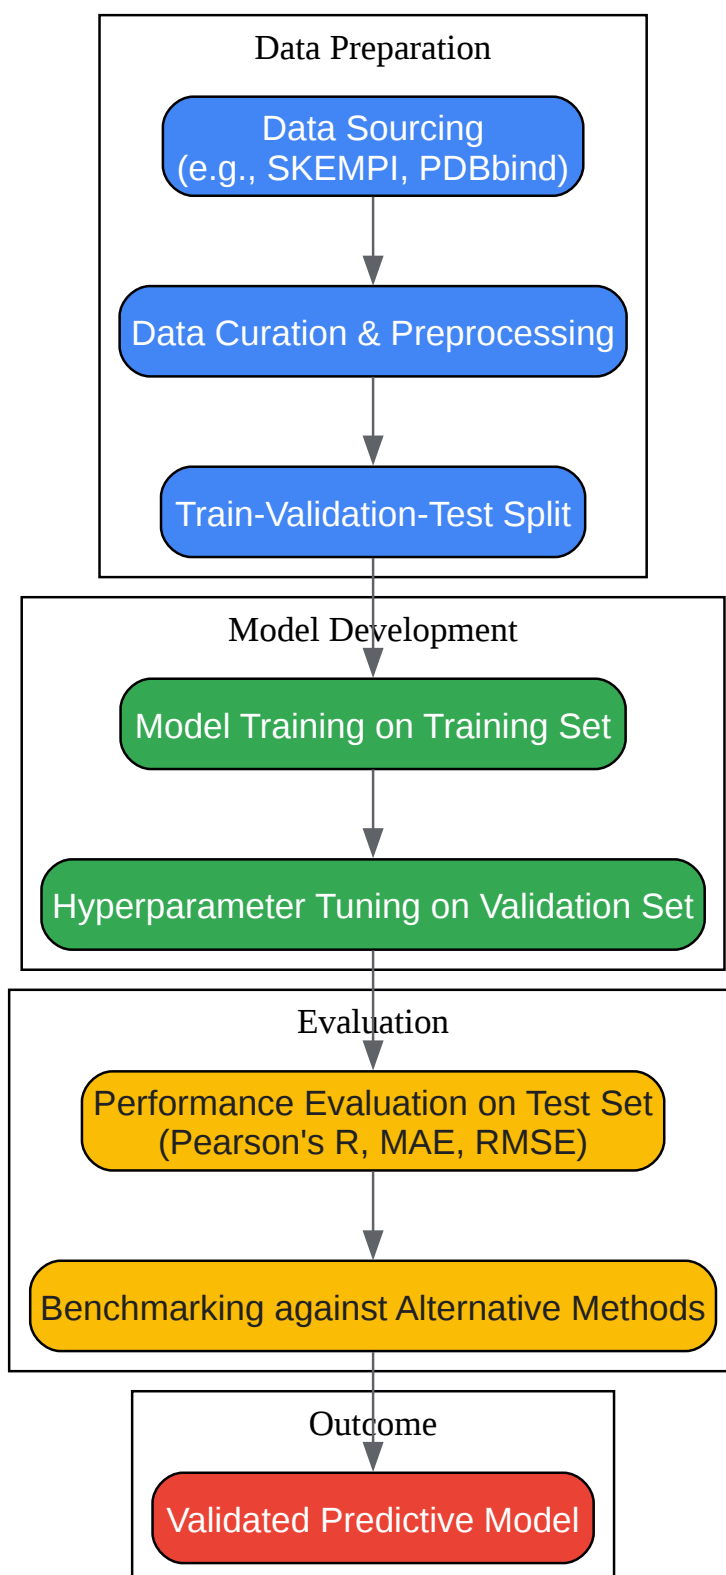 Data Preparation
Data Sourcing
(e.g., SKEMPI, PDBbind)
Data Curation & Preprocessing
Train-Validation-Test Split
Model Development
Model Training on Training Set
Hyperparameter Tuning on Validation Set
Evaluation
Performance Evaluation on Test Set
(Pearson's R, MAE, RMSE)
Benchmarking against Alternative Methods
Outcome
Validated Predictive Model